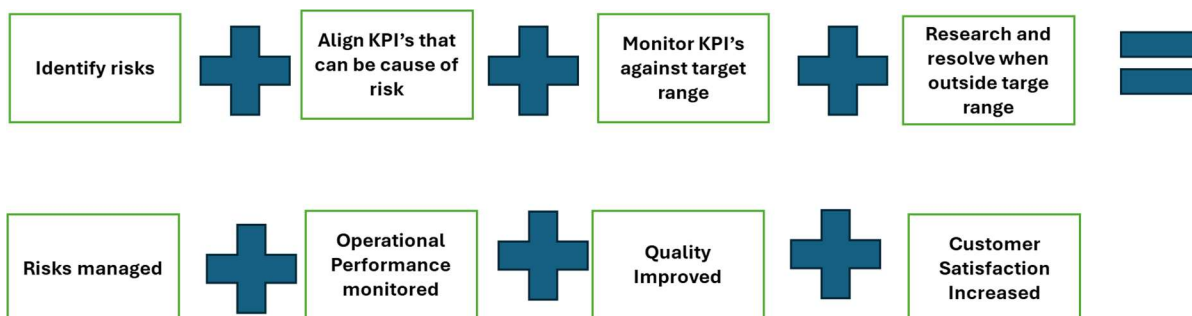 Identify risks
Align KPI's that
can be cause of
risk
Monitor KPI's
against target
range
Research and
resolve when
outside targe
range
Risks managed
Operational
Performance
monitored
Quality
Improved
Customer
Satisfaction
Increased